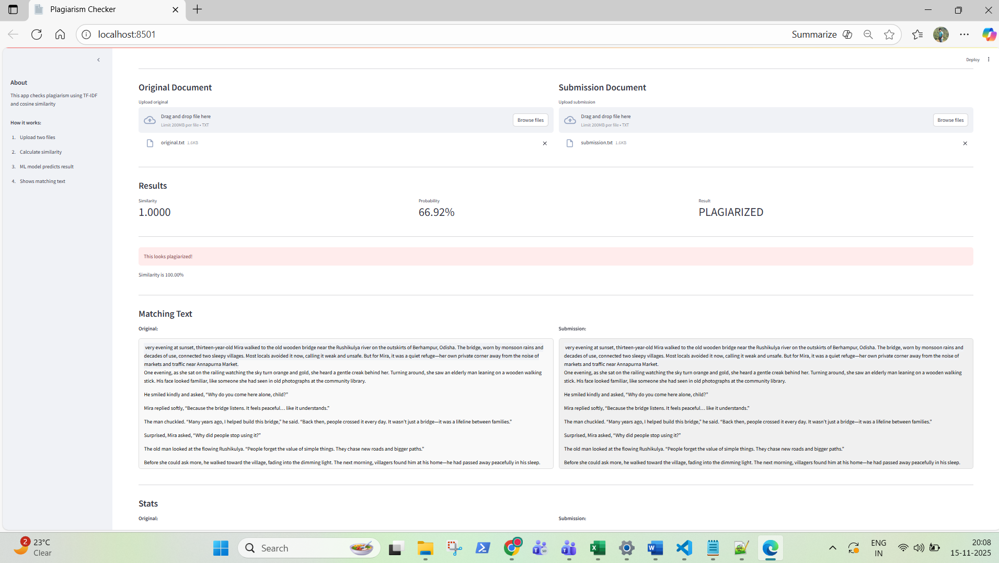 Plagiarism Checker
localhost:8501
Summarize
Deploy
About
This app checks plagiarism using TF-IDF
and cosine similarity
How it works:
1. Upload two files
2. Calculate similarity
3. ML model predicts result
4. Shows matching text
Original Document
Upload original
Drag and drop file here
Limit 200MB per file • TXT
Browse files
original.txt 1.6KB
Submission Document
Upload submission
Drag and drop file here
Limit 200MB per file • TXT
Browse files
submission.txt 1.6KB
Results
Similarity
1.0000
Probability
66.92%
Result
PLAGIARIZED
This looks plagiarized!
Similarity is 100.00%
Matching Text
Original:
very evening at sunset, thirteen-year-old Mira walked to the old wooden bridge near the Rushikulya river on the outskirts of Berhampur, Odisha. The bridge, worn by monsoon rains and
decades of use, connected two sleepy villages. Most locals avoided it now, calling it weak and unsafe. But for Mira, it was a quiet refuge—her own private corner away from the noise of
markets and traffic near Annapurna Market.
One evening, as she sat on the railing watching the sky turn orange and gold, she heard a gentle creak behind her. Turning around, she saw an elderly man leaning on a wooden walking
stick. His face looked familiar, like someone she had seen in old photographs at the community library.
He smiled kindly and asked, “Why do you come here alone, child?”
Mira replied softly, “Because the bridge listens. It feels peaceful… like it understands.”
The man chuckled. “Many years ago, I helped build this bridge,” he said. “Back then, people crossed it every day. It wasn’t just a bridge—it was a lifeline between families.”
Surprised, Mira asked, “Why did people stop using it?”
The old man looked at the flowing Rushikulya. “People forget the value of simple things. They chase new roads and bigger paths.”
Before she could ask more, he walked toward the village, fading into the dimming light. The next morning, villagers found him at his home—he had passed away peacefully in his sleep.
Submission:
very evening at sunset, thirteen-year-old Mira walked to the old wooden bridge near the Rushikulya river on the outskirts of Berhampur, Odisha. The bridge, worn by monsoon rains and
decades of use, connected two sleepy villages. Most locals avoided it now, calling it weak and unsafe. But for Mira, it was a quiet refuge—her own private corner away from the noise of
markets and traffic near Annapurna Market.
One evening, as she sat on the railing watching the sky turn orange and gold, she heard a gentle creak behind her. Turning around, she saw an elderly man leaning on a wooden walking
stick. His face looked familiar, like someone she had seen in old photographs at the community library.
He smiled kindly and asked, “Why do you come here alone, child?”
Mira replied softly, “Because the bridge listens. It feels peaceful… like it understands.”
The man chuckled. “Many years ago, I helped build this bridge,” he said. “Back then, people crossed it every day. It wasn’t just a bridge—it was a lifeline between families.”
Surprised, Mira asked, “Why did people stop using it?”
The old man looked at the flowing Rushikulya. “People forget the value of simple things. They chase new roads and bigger paths.”
Before she could ask more, he walked toward the village, fading into the dimming light. The next morning, villagers found him at his home—he had passed away peacefully in his sleep.
Stats
Original:
Submission:
2
23°C
Clear
Search
ENG
IN
20:08
15-11-2025